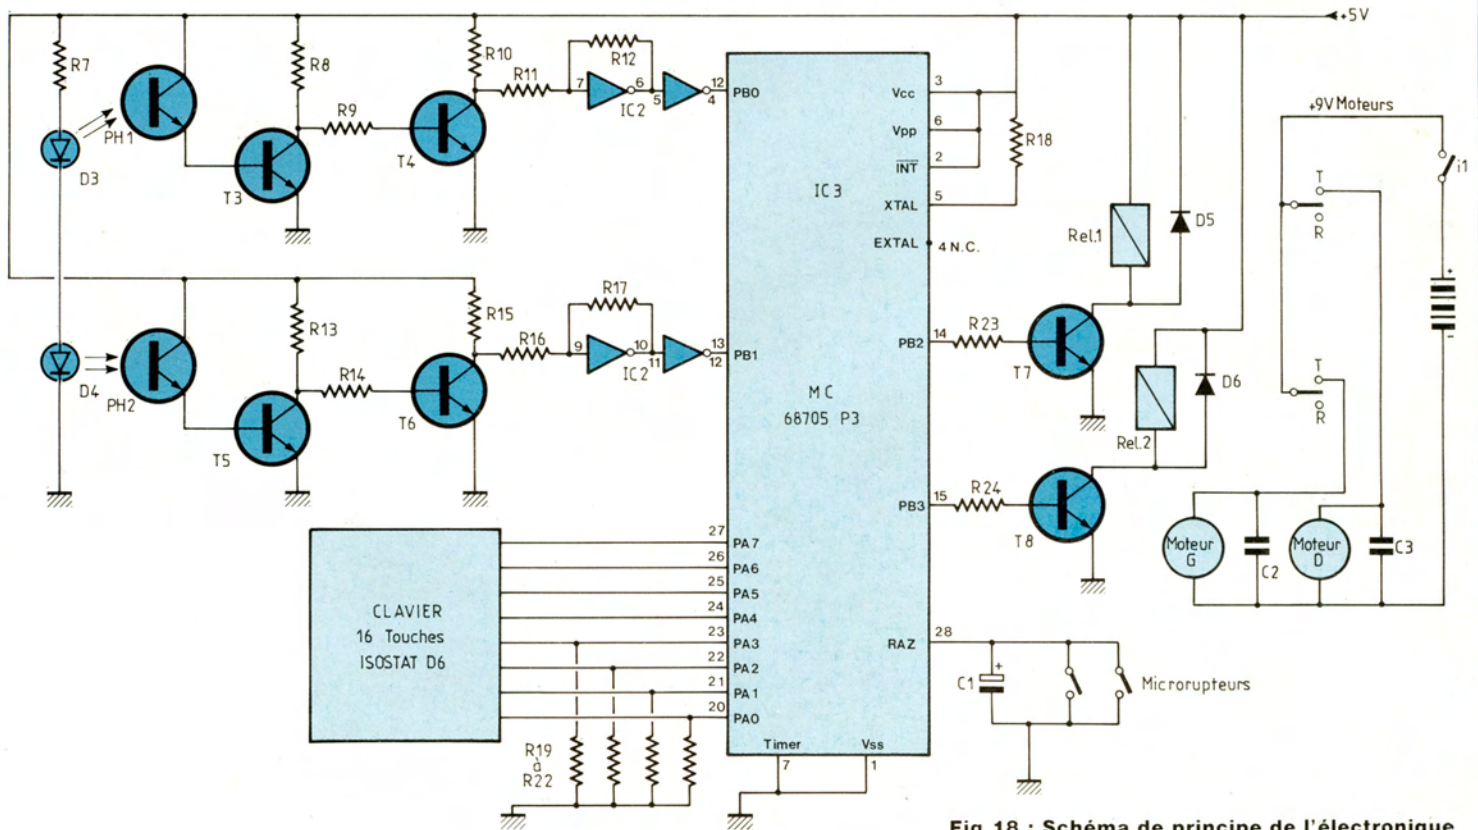 +5V
R7
R8
R10
R12
R11
7
6
5
4
12
PB0
IC2
R9
PH1
D3
T3
T4
Vcc
3
Vpp
6
INT
2
R18
IC3
XTAL
5
EXTAL
4 N.C.
Rel.1
D5
+9V Moteurs
T
R
i1
+
-
R13
R15
R17
R16
9
10
11
13
12
PB1
IC2
R14
D4
PH2
T5
T6
MC
68705 P3
PB2
14
R23
T7
Rel.2
D6
T
R
PB3
15
R24
T8
Moteur
G
C2
Moteur
D
C3
CLAVIER
16 Touches
ISOSTAT D6
27
PA7
26
PA6
25
PA5
24
PA4
23
PA3
22
PA2
21
PA1
20
PA0
R19
à
R22
RAZ
28
C1
+
Microrupteurs
Timer
7
Vss
1
Fig. 18 : Schéma de principe de l'électronique